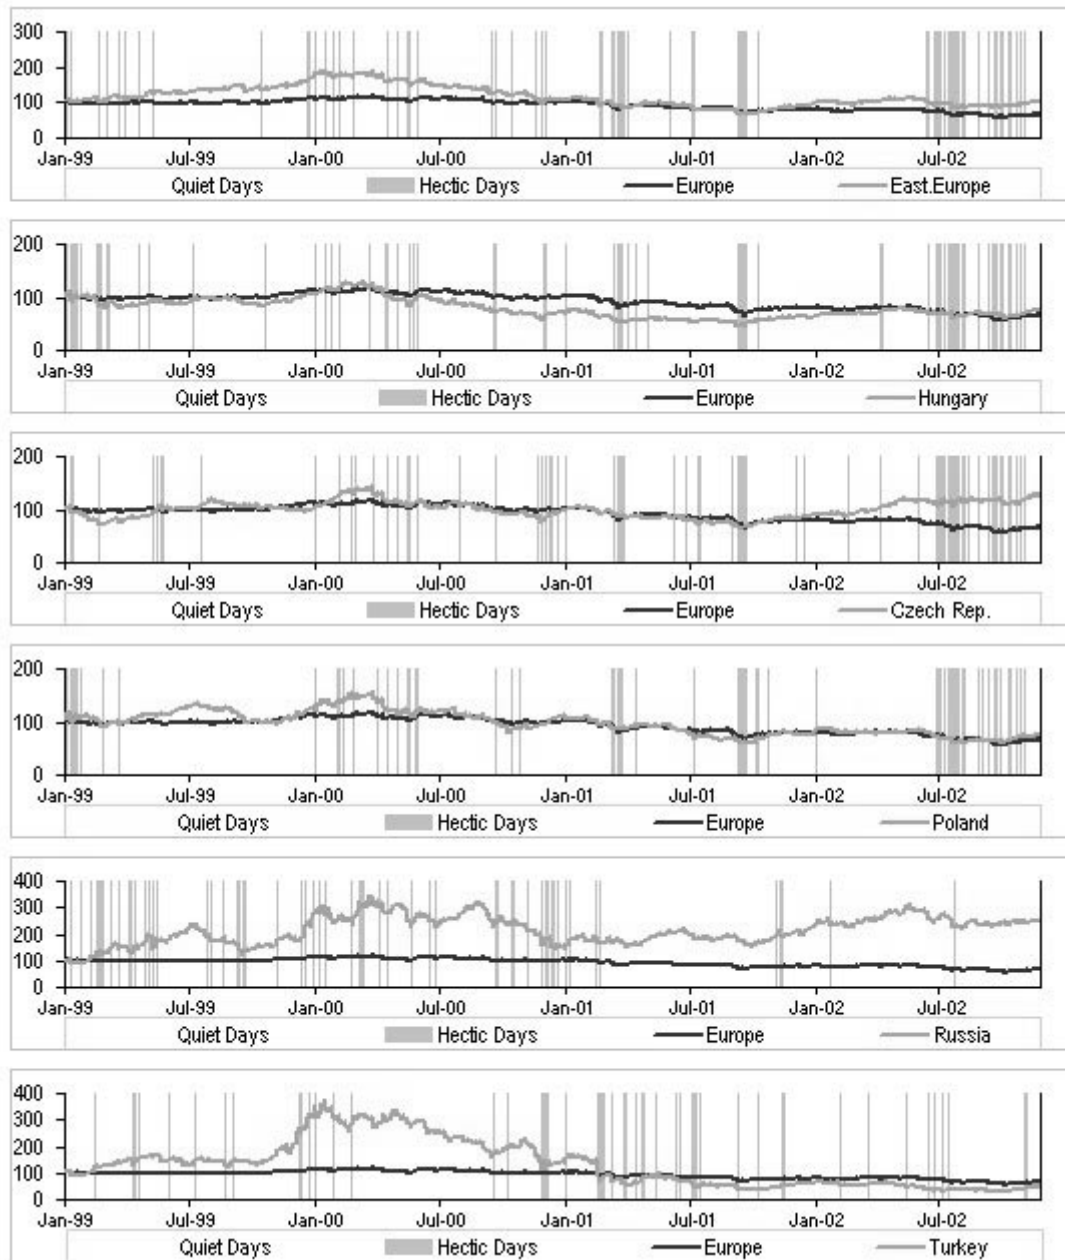 300
200
100
0
Jan-99 Jul-99 Jan-00 Jul-00 Jan-01 Jul-01 Jan-02 Jul-02
Quiet Days Hectic Days Europe East.Europe
200
100
0
Jan-99 Jul-99 Jan-00 Jul-00 Jan-01 Jul-01 Jan-02 Jul-02
Quiet Days Hectic Days Europe Hungary
200
100
0
Jan-99 Jul-99 Jan-00 Jul-00 Jan-01 Jul-01 Jan-02 Jul-02
Quiet Days Hectic Days Europe Czech Rep.
200
100
0
Jan-99 Jul-99 Jan-00 Jul-00 Jan-01 Jul-01 Jan-02 Jul-02
Quiet Days Hectic Days Europe Poland
400
300
200
100
0
Jan-99 Jul-99 Jan-00 Jul-00 Jan-01 Jul-01 Jan-02 Jul-02
Quiet Days Hectic Days Europe Russia
400
300
200
100
0
Jan-99 Jul-99 Jan-00 Jul-00 Jan-01 Jul-01 Jan-02 Jul-02
Quiet Days Hectic Days Europe Turkey